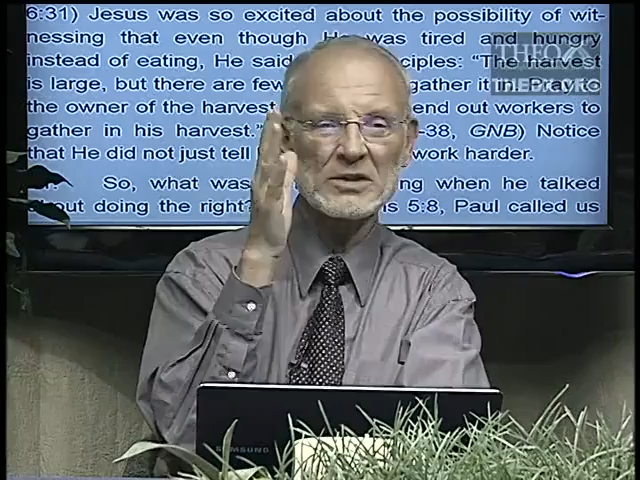 6:31) Jesus was so excited about the possibility of wit-
nessing that even though He was tired and hungry
instead of eating, He said ciples: "The harvest
is large, but there are few gather it in. Pray to
the owner of the harvest end out workers to
gather in his harvest." -38, GNB) Notice
that He did not just tell work harder.
So, what was ng when he talked
about doing the right? s 5:8, Paul called us
THEO
SAMSUNG